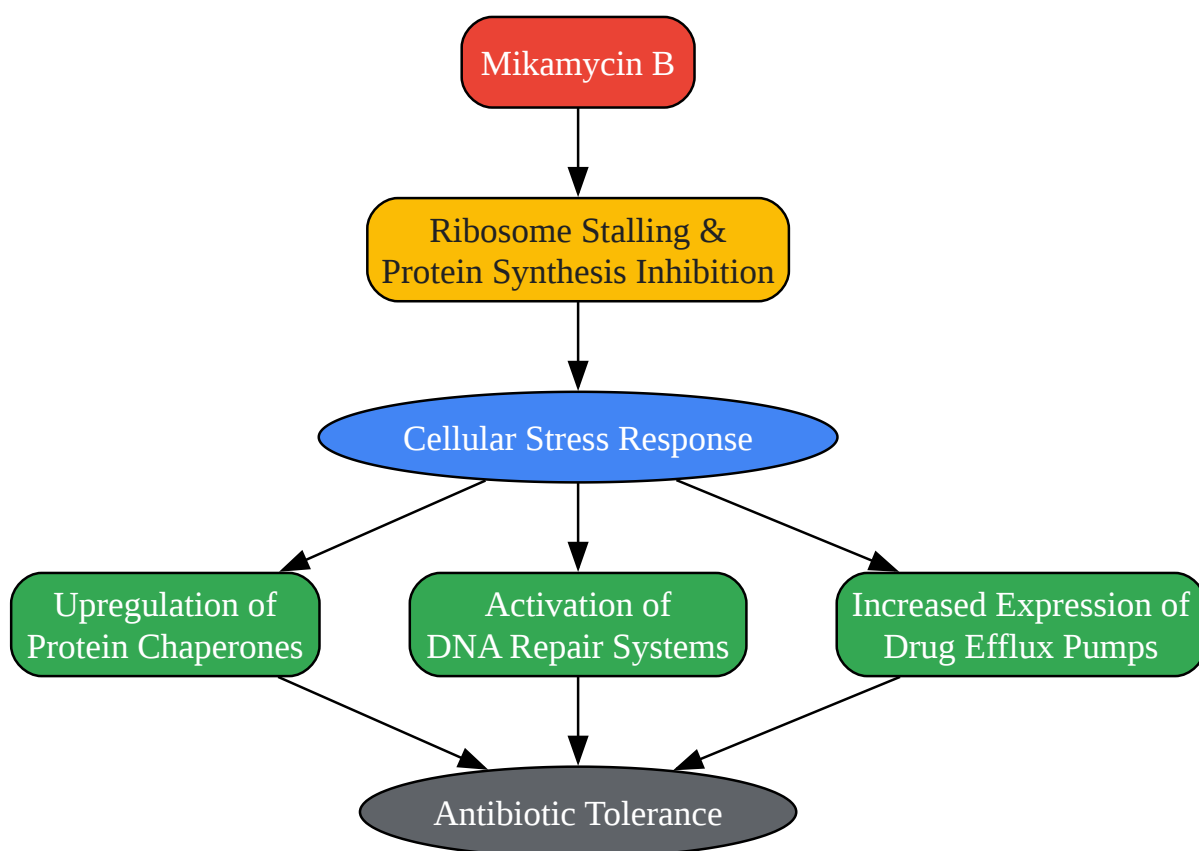 Mikamycin B
Ribosome Stalling &
Protein Synthesis Inhibition
Cellular Stress Response
Upregulation of
Protein Chaperones
Activation of
DNA Repair Systems
Increased Expression of
Drug Efflux Pumps
Antibiotic Tolerance